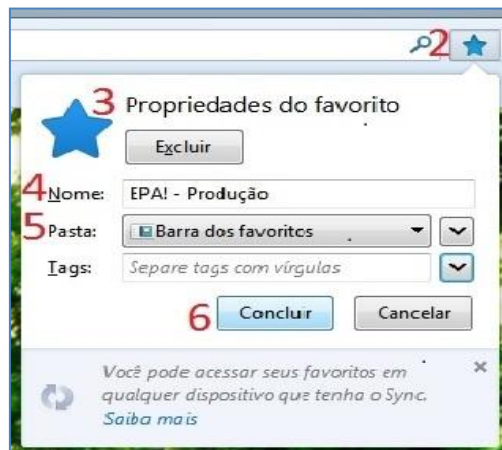 2
3 Propriedades do favorito
Excluir
4 Nome: EPA! - Produção
5 Pasta: Barra dos favoritos
Tags: Separe tags com vírgulas
6 Concluir Cancelar
Você pode acessar seus favoritos em
qualquer dispositivo que tenha o Sync.
Saiba mais